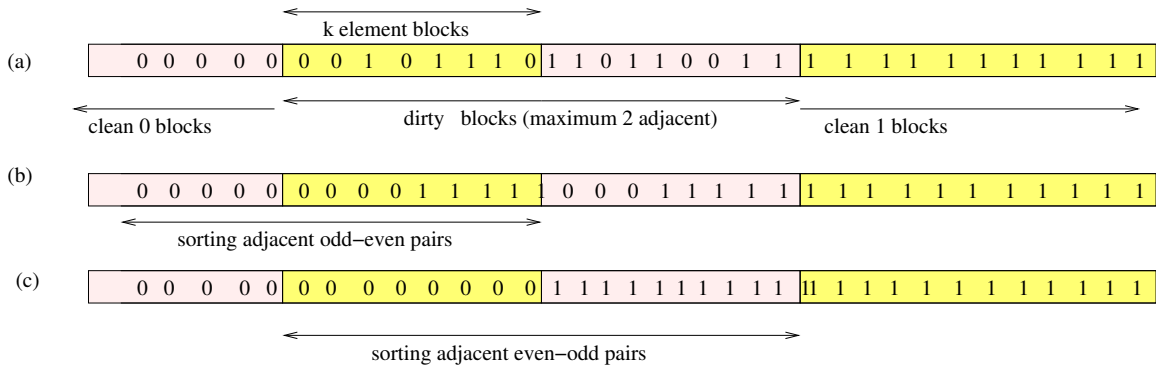 k element blocks
(a) 0 0 0 0 0 0 0 1 0 1 1 1 0 1 1 0 1 1 0 0 1 1 1 1 1 1 1 1 1 1 1 1
clean 0 blocks
dirty blocks (maximum 2 adjacent)
clean 1 blocks
(b) 0 0 0 0 0 0 0 0 0 1 1 1 1 1 0 0 0 1 1 1 1 1 1 1 1 1 1 1 1 1 1 1
sorting adjacent odd−even pairs
(c) 0 0 0 0 0 0 0 0 0 0 0 0 0 1 1 1 1 1 1 1 1 1 1 11 1 1 1 1 1 1 1 1 1 1
sorting adjacent even−odd pairs